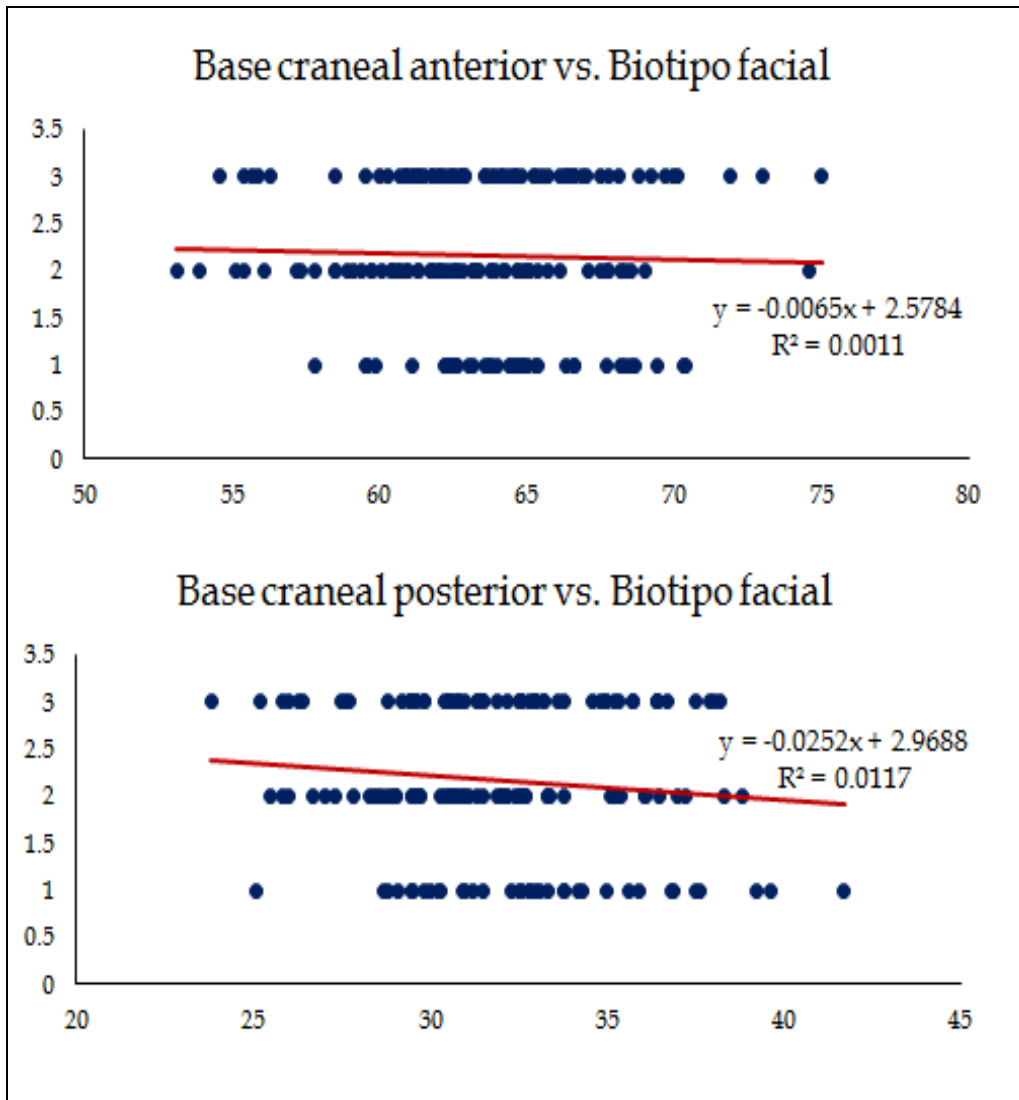 Base craneal anterior vs. Biotipo facial
3.5
3
2.5
2
1.5
1
0.5
0
y = -0.0065x + 2.5784
R² = 0.0011
50 55 60 65 70 75 80
Base craneal posterior vs. Biotipo facial
3.5
3
2.5
2
1.5
1
0.5
0
y = -0.0252x + 2.9688
R² = 0.0117
20 25 30 35 40 45